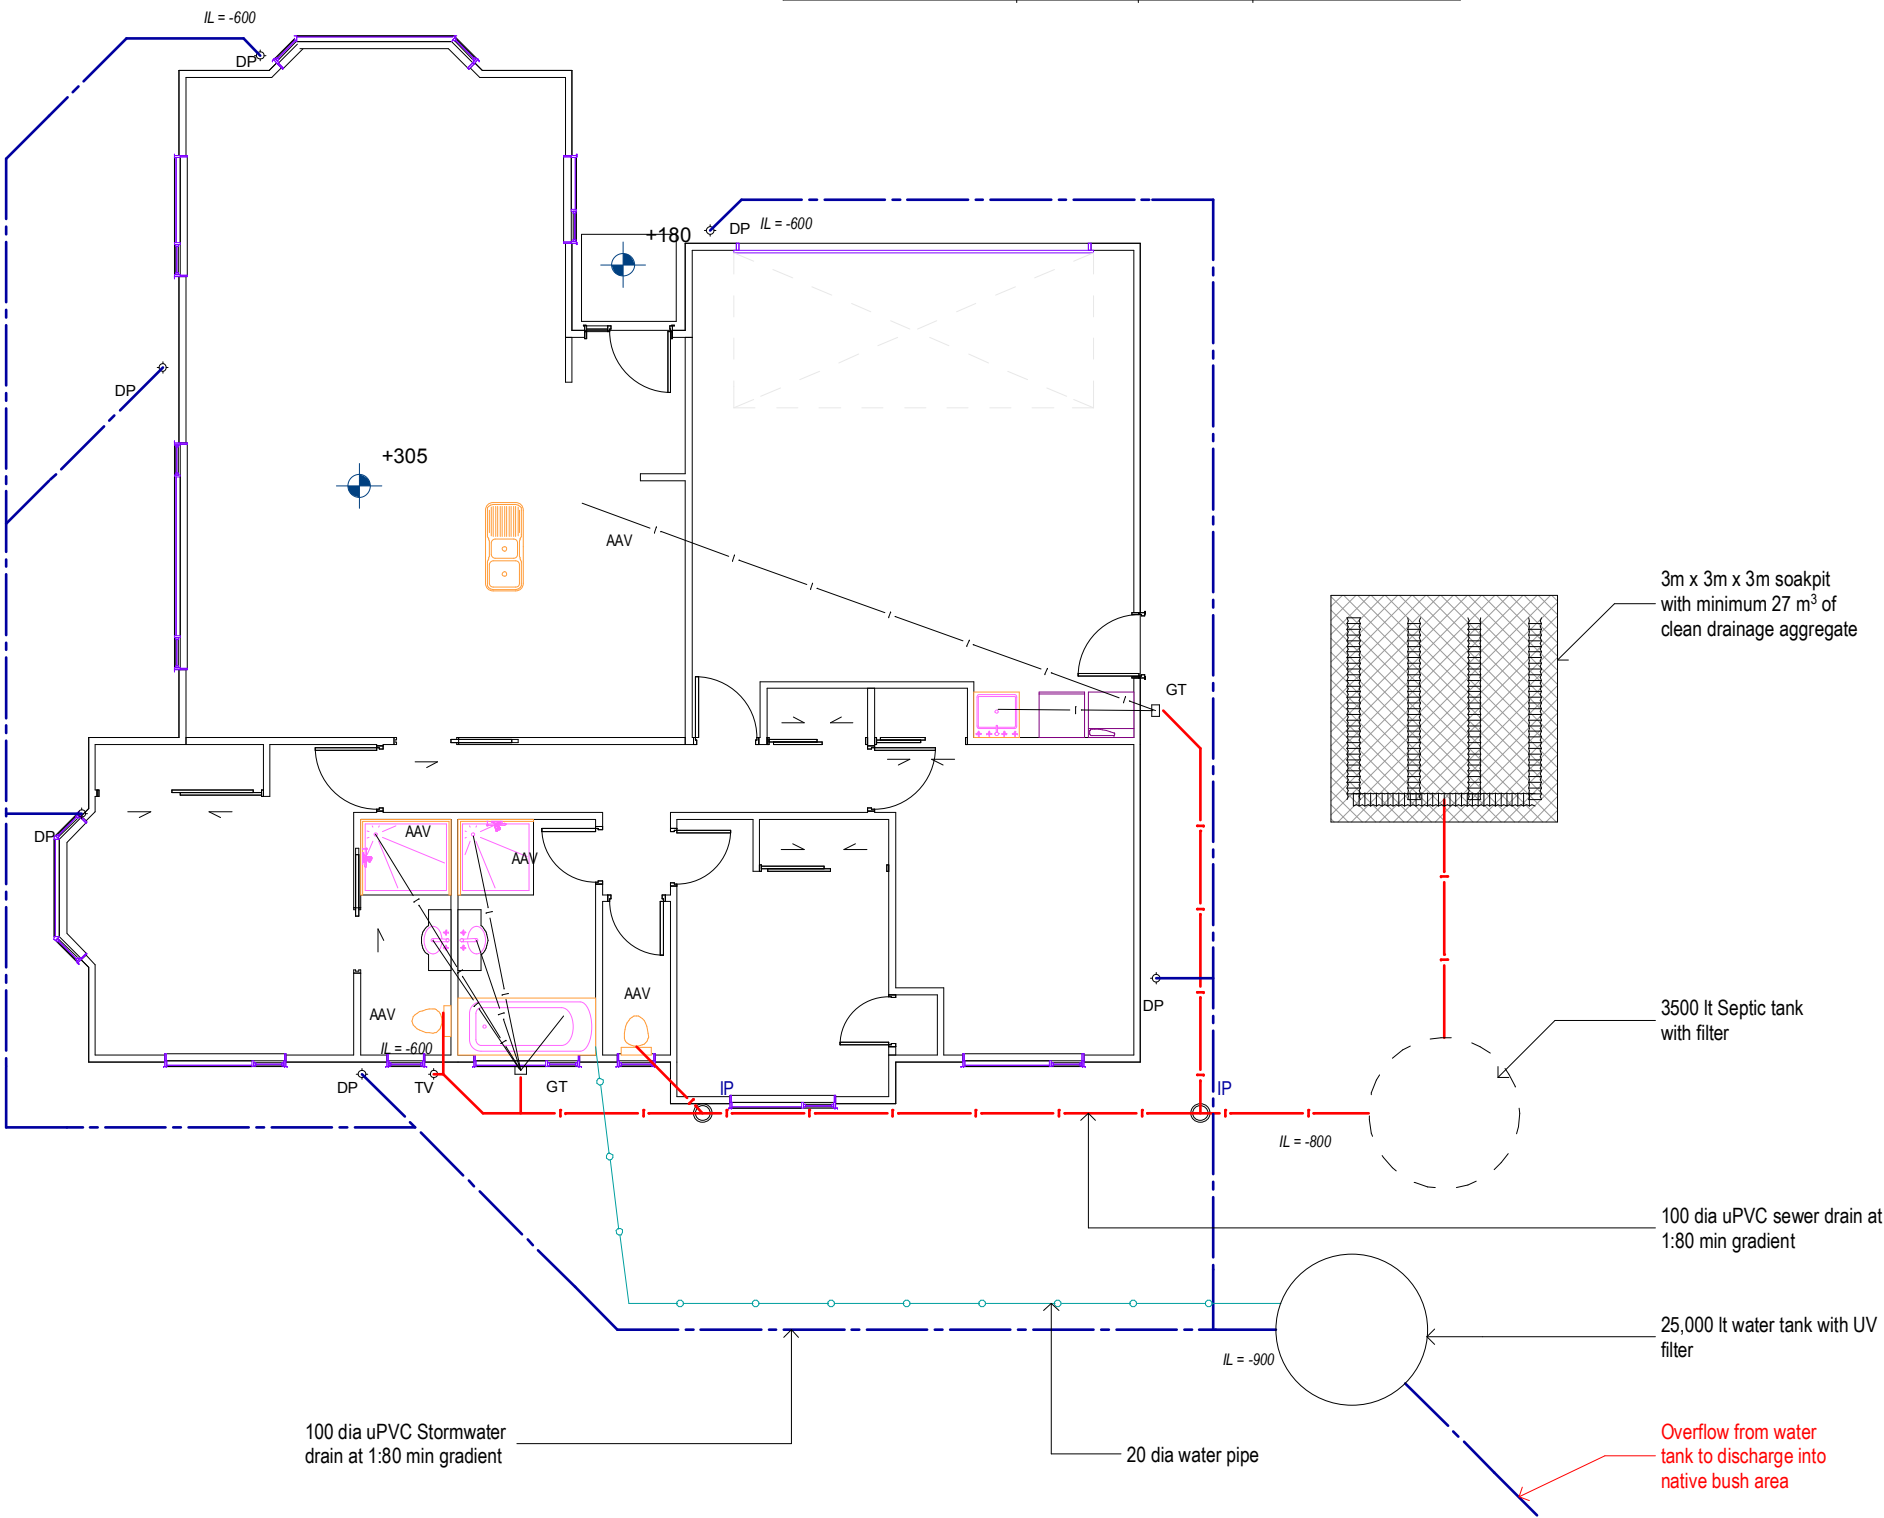 IL = -600
DP
DP
IL = -600
+180
DP
+305
AAV
3m x 3m x 3m soakpit
with minimum 27 m³ of
clean drainage aggregate
GT
DP
AAV
AAV
AAV
AAV
DP
3500 lt Septic tank
with filter
IL = -600
DP
TV
GT
IP
IP
IL = -800
100 dia uPVC sewer drain at
1:80 min gradient
25,000 lt water tank with UV
filter
IL = -900
100 dia uPVC Stormwater
drain at 1:80 min gradient
20 dia water pipe
Overflow from water
tank to discharge into
native bush area